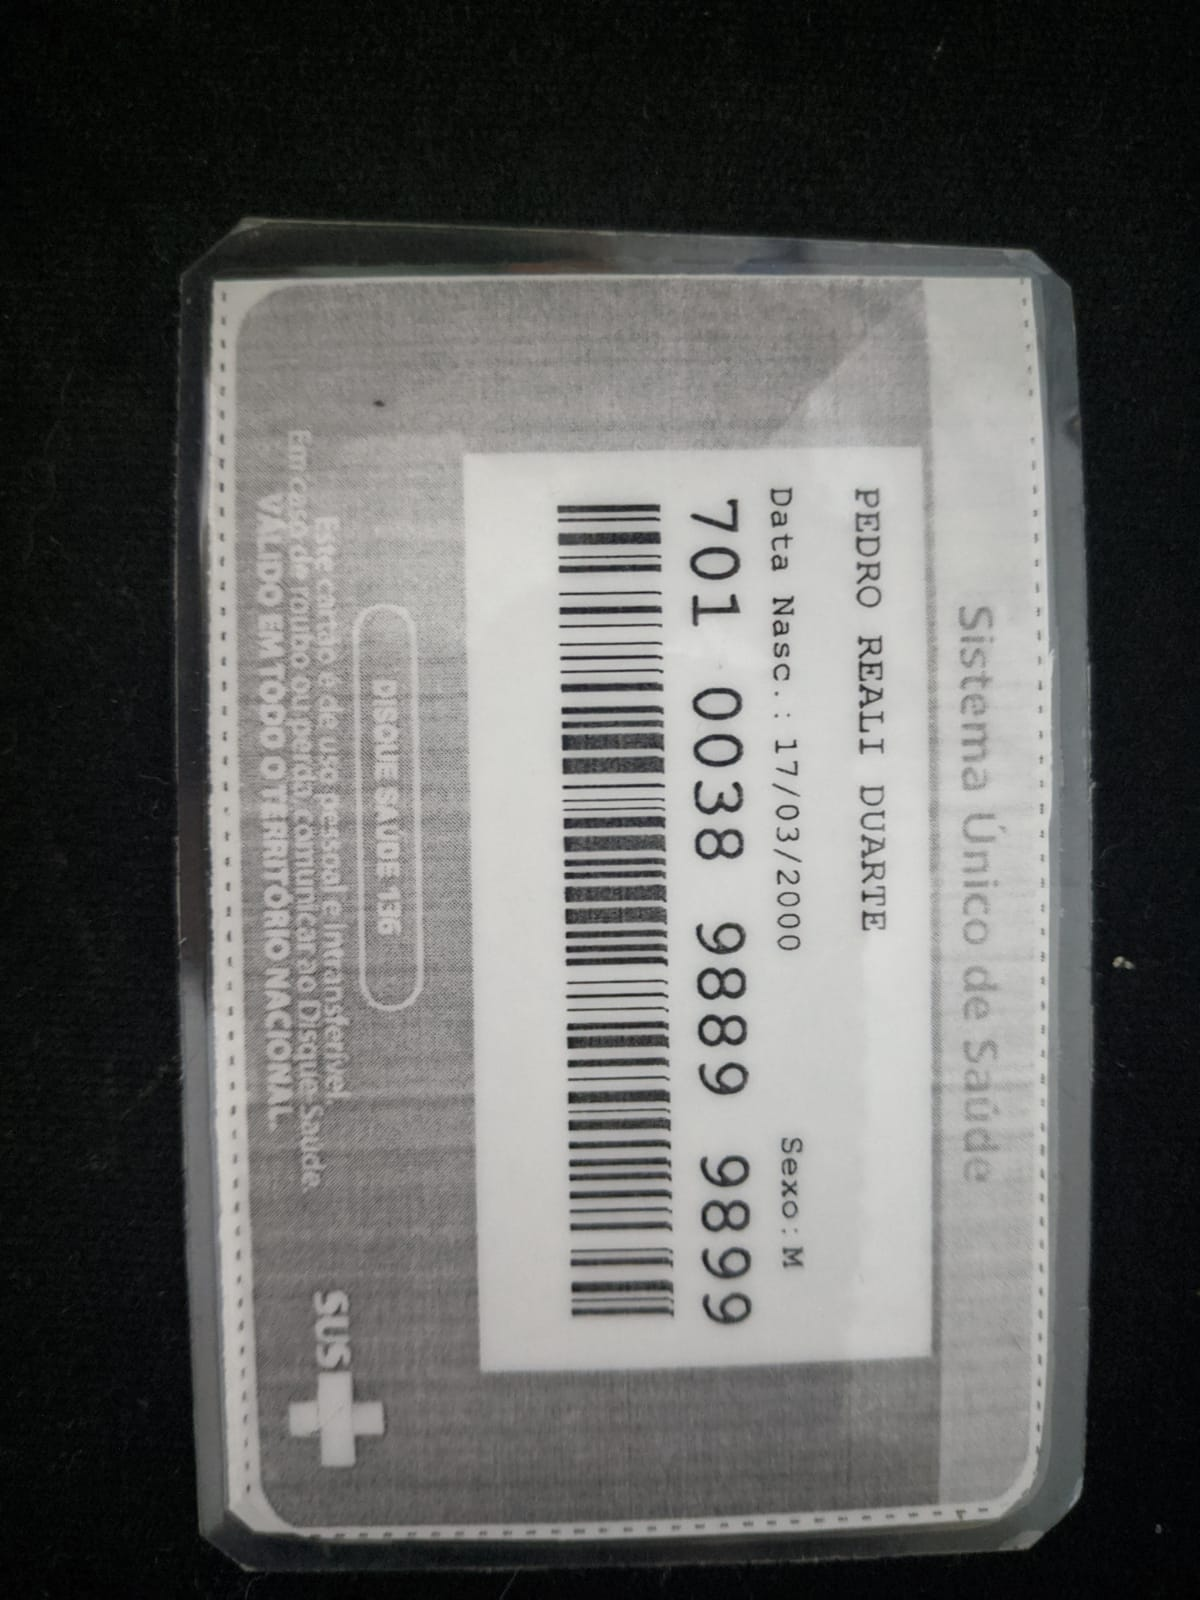 Sistema Único de Saúde
PEDRO REALI DUARTE
Data Nasc.: 17/03/2000 Sexo: M
701 0038 9889 9899
DISQUE SAÚDE 136
Este cartão é de uso pessoal e intransferível.
Em caso de roubo ou perda, comunicar ao Disque Saúde.
VÁLIDO EM TODO O TERRITÓRIO NACIONAL.
SUS